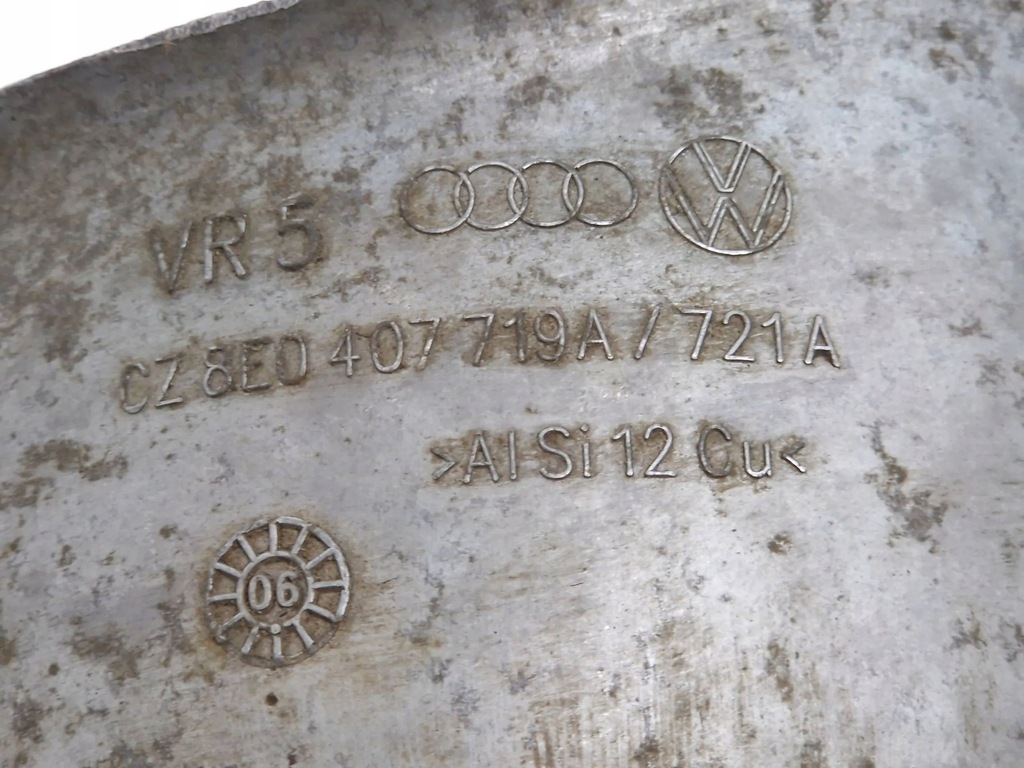 VR 5
CZ 8E0 407 719A / 721A
>Al Si 12 Cu<
06